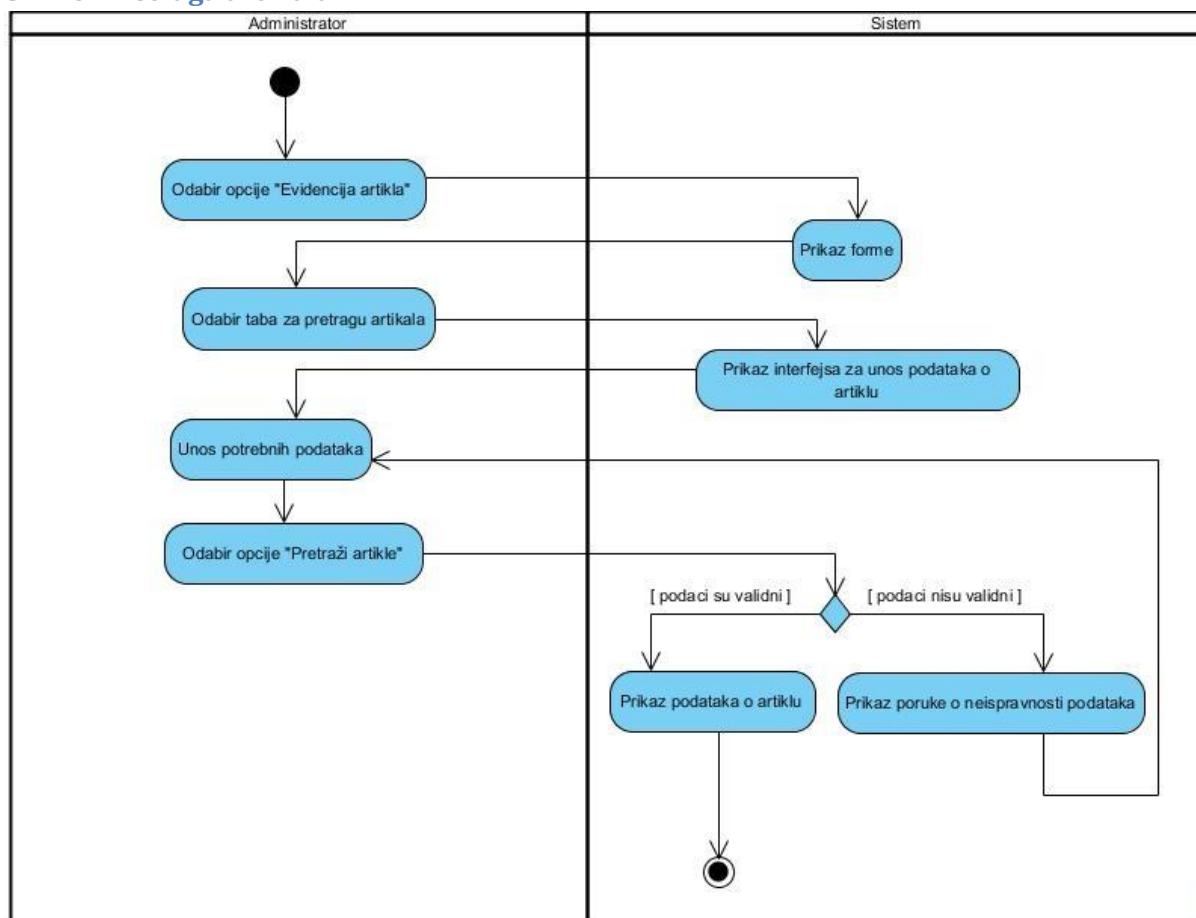 Administrator
Sistem
Odabir opcije "Evidencija artikla"
Prikaz forme
Odabir taba za pretragu artikala
Prikaz interfejsa za unos podataka o
artiklu
Unos potrebnih podataka
Odabir opcije "Pretraži artikle"
[ podaci su validni ]
[ podaci nisu validni ]
Prikaz podataka o artiklu
Prikaz poruke o neispravnosti podataka